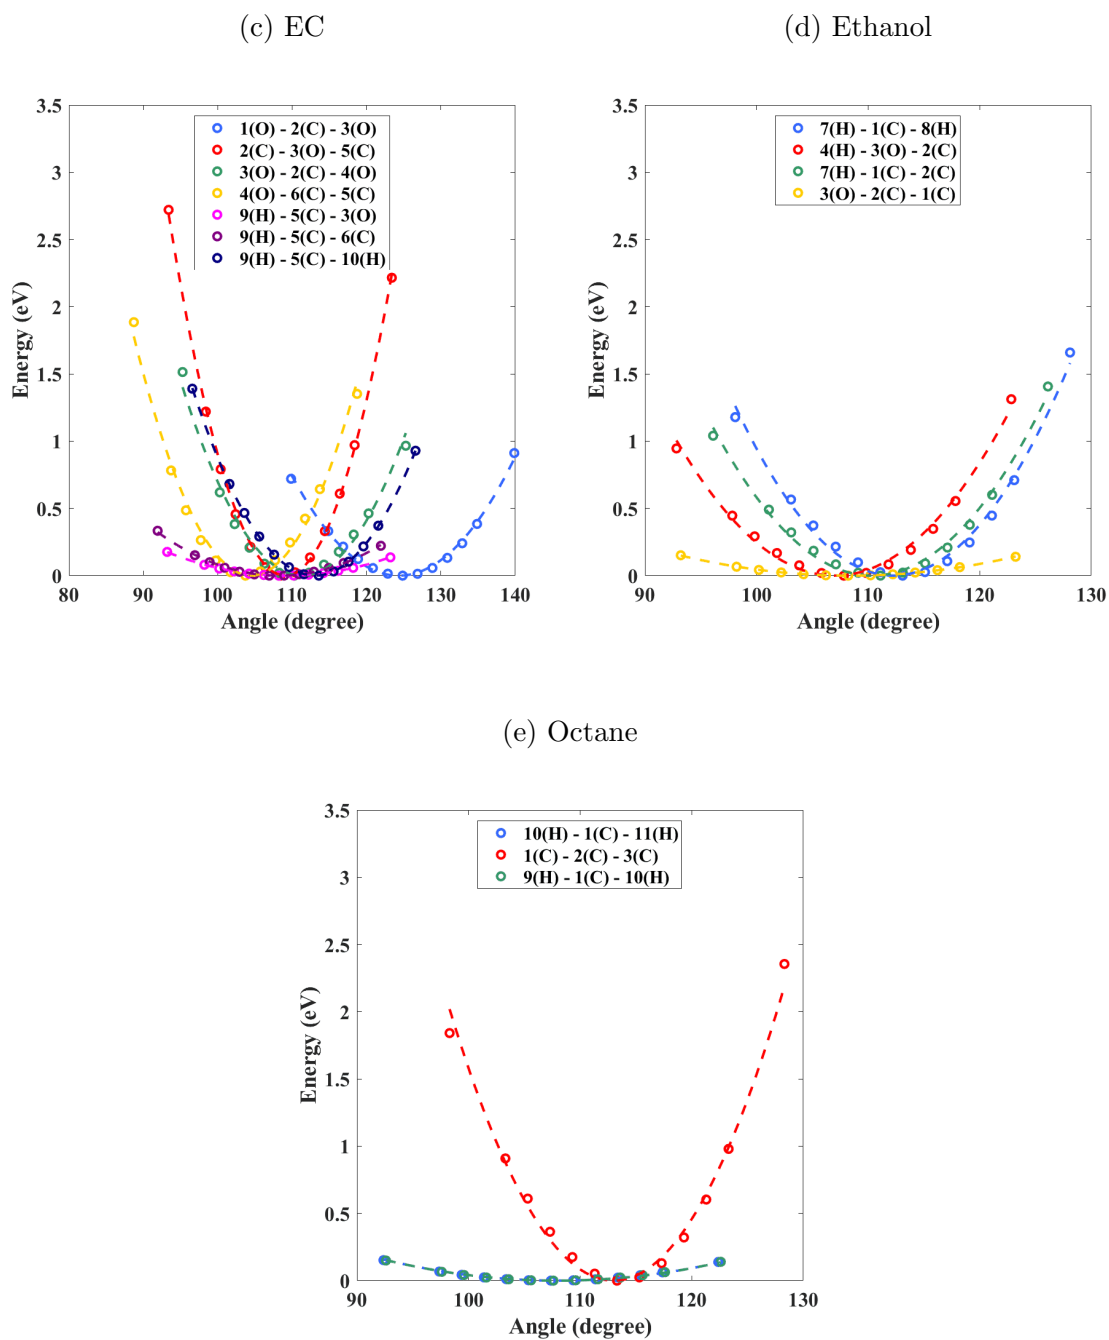 (c) EC
3.5
3
2.5
2
1.5
1
0.5
0
Energy (eV)
1(O) - 2(C) - 3(O)
2(C) - 3(O) - 5(C)
3(O) - 2(C) - 4(O)
4(O) - 6(C) - 5(C)
9(H) - 5(C) - 3(O)
9(H) - 5(C) - 6(C)
9(H) - 5(C) - 10(H)
80 90 100 110 120 130 140
Angle (degree)
(d) Ethanol
3.5
3
2.5
2
1.5
1
0.5
0
Energy (eV)
7(H) - 1(C) - 8(H)
4(H) - 3(O) - 2(C)
7(H) - 1(C) - 2(C)
3(O) - 2(C) - 1(C)
90 100 110 120 130
Angle (degree)
(e) Octane
3.5
3
2.5
2
1.5
1
0.5
0
Energy (eV)
10(H) - 1(C) - 11(H)
1(C) - 2(C) - 3(C)
9(H) - 1(C) - 10(H)
90 100 110 120 130
Angle (degree)